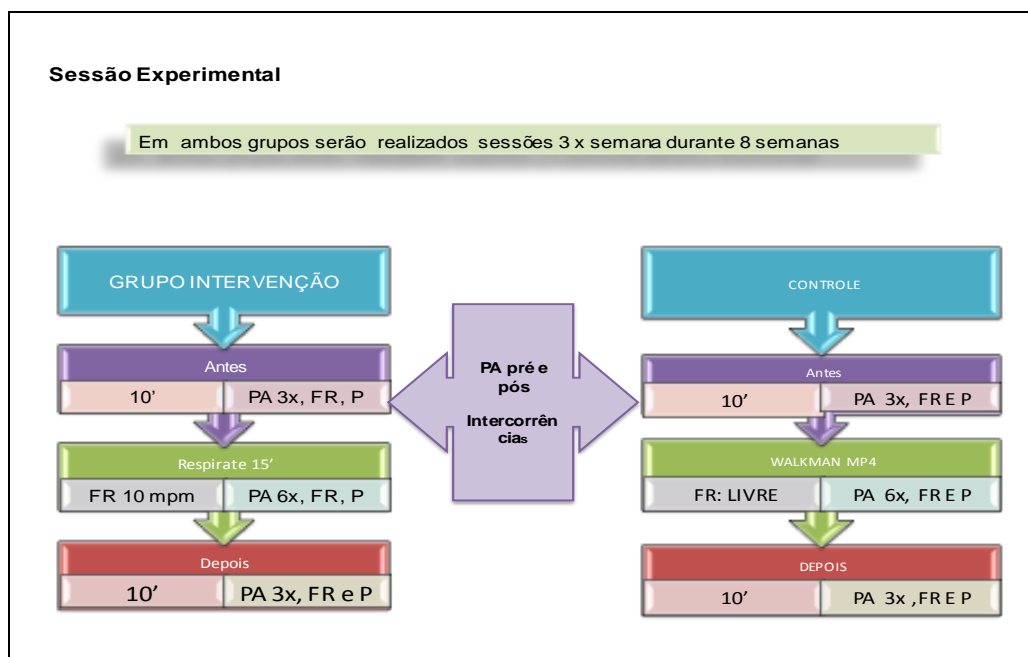 Sessão Experimental
Em ambos grupos serão realizados sessões 3 x semana durante 8 semanas
GRUPO INTERVENÇÃO
Antes
10’ PA 3x, FR, P
Respirate 15’
FR 10 mpm PA 6x, FR, P
Depois
10’ PA 3x, FR e P
PA pré e
pós
Intercorrên
cias
CONTROLE
Antes
10’ PA 3x, FR E P
WALKMAN MP4
FR: LIVRE PA 6x, FR E P
DEPOIS
10’ PA 3x ,FR E P